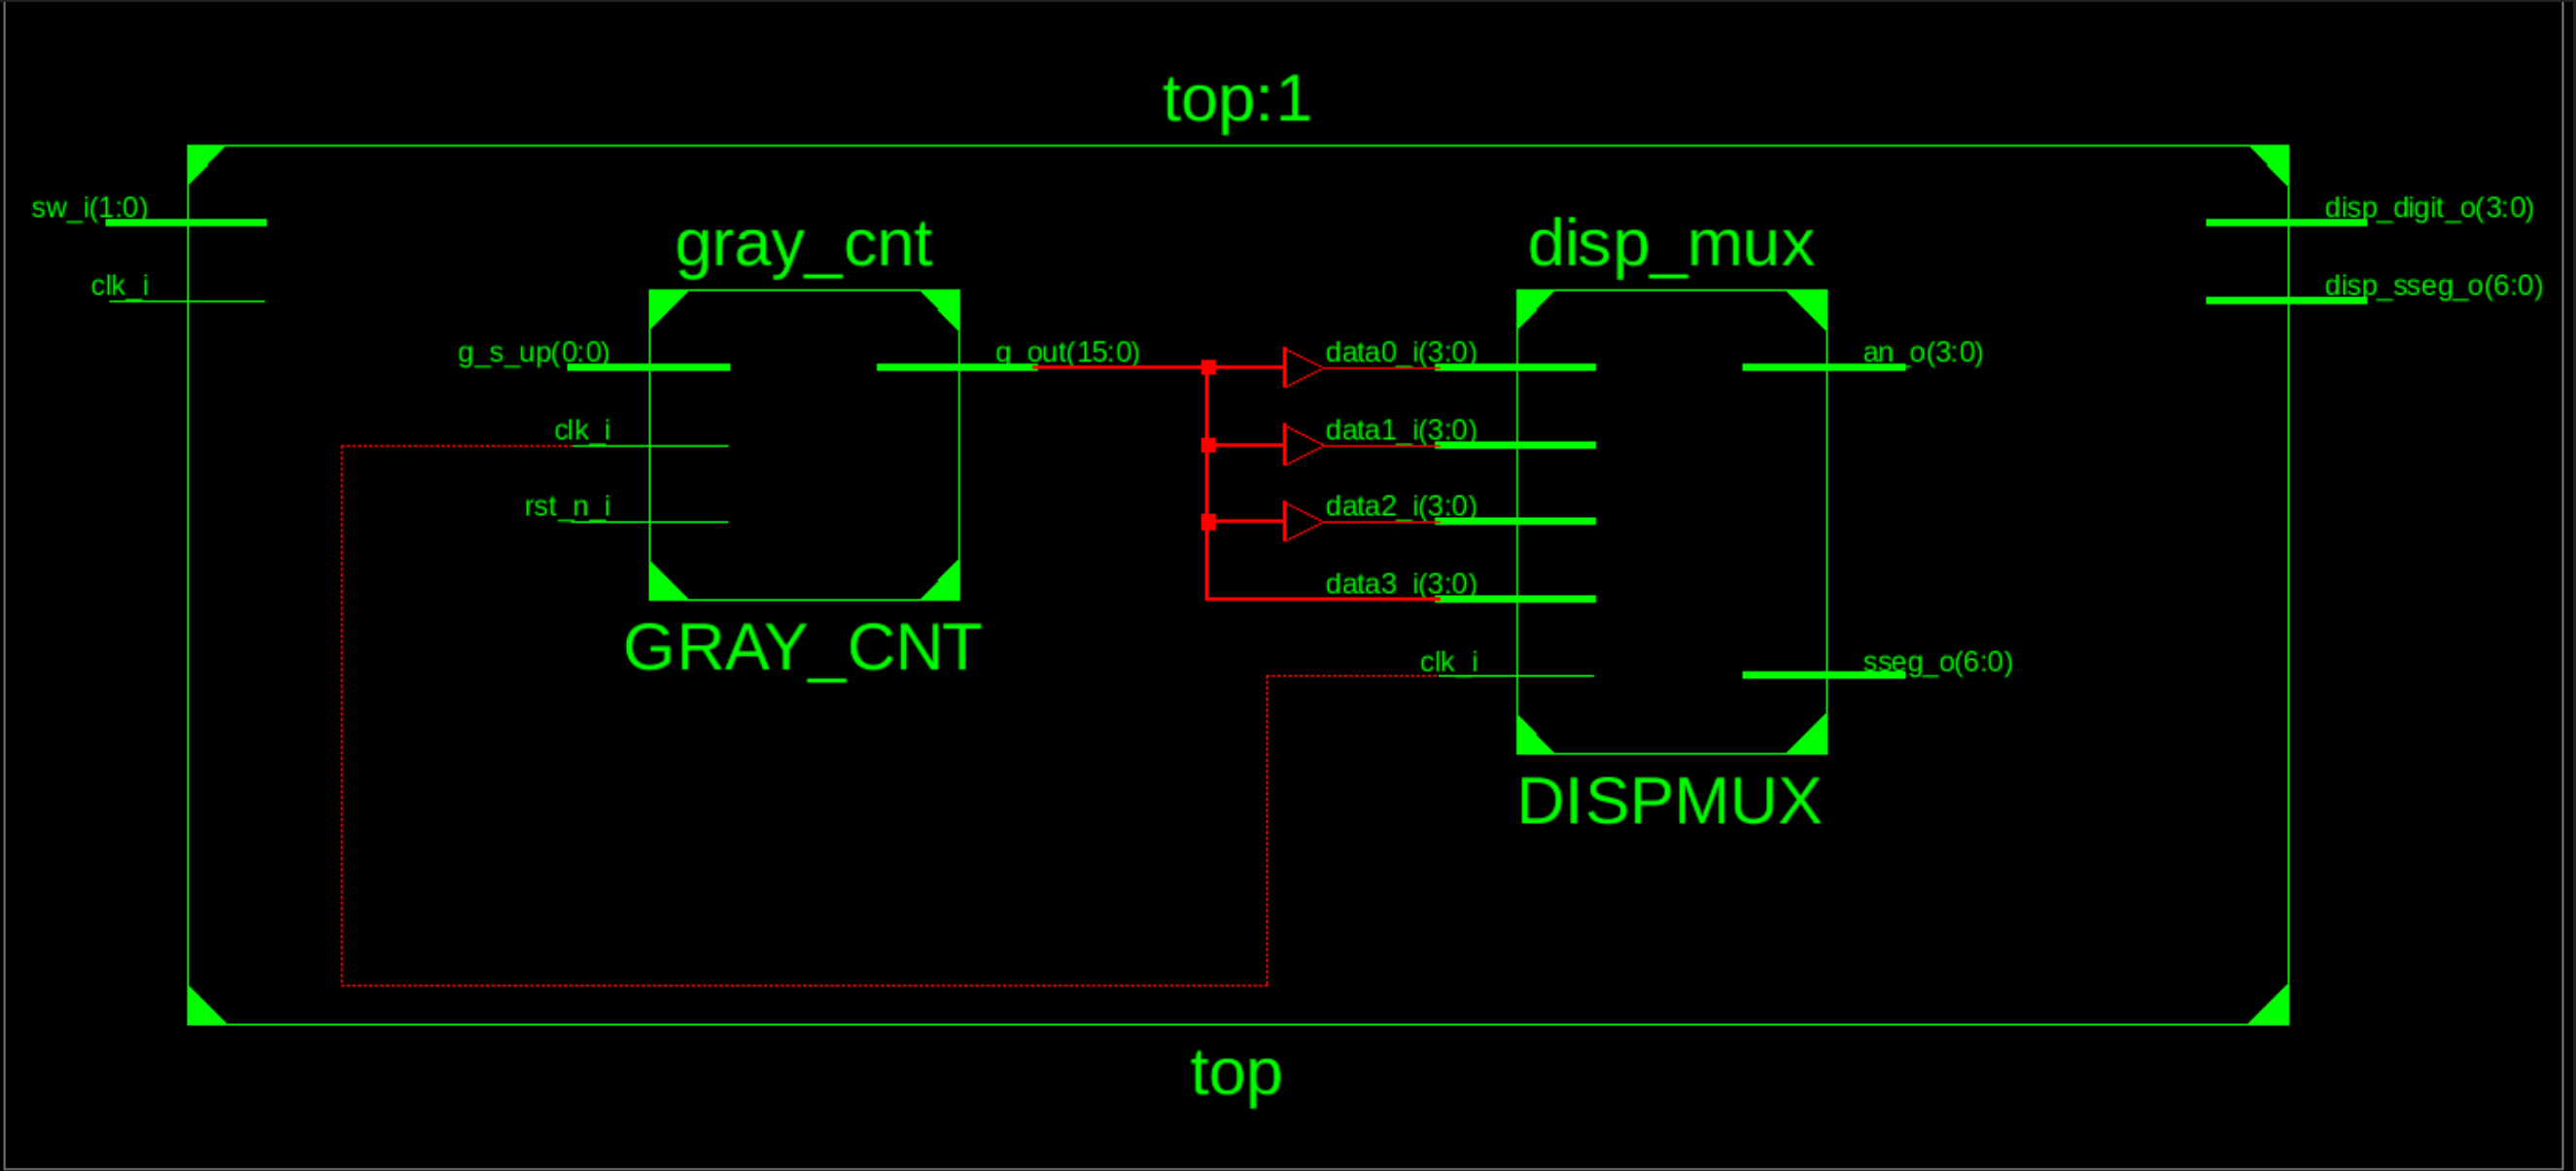 top:1
sw_i(1:0)
clk_i
disp_digit_o(3:0)
disp_sseg_o(6:0)
gray_cnt
g_s_up(0:0)
clk_i
rst_n_i
q_out(15:0)
GRAY_CNT
disp_mux
data0_i(3:0)
data1_i(3:0)
data2_i(3:0)
data3_i(3:0)
clk_i
an_o(3:0)
sseg_o(6:0)
DISPMUX
top